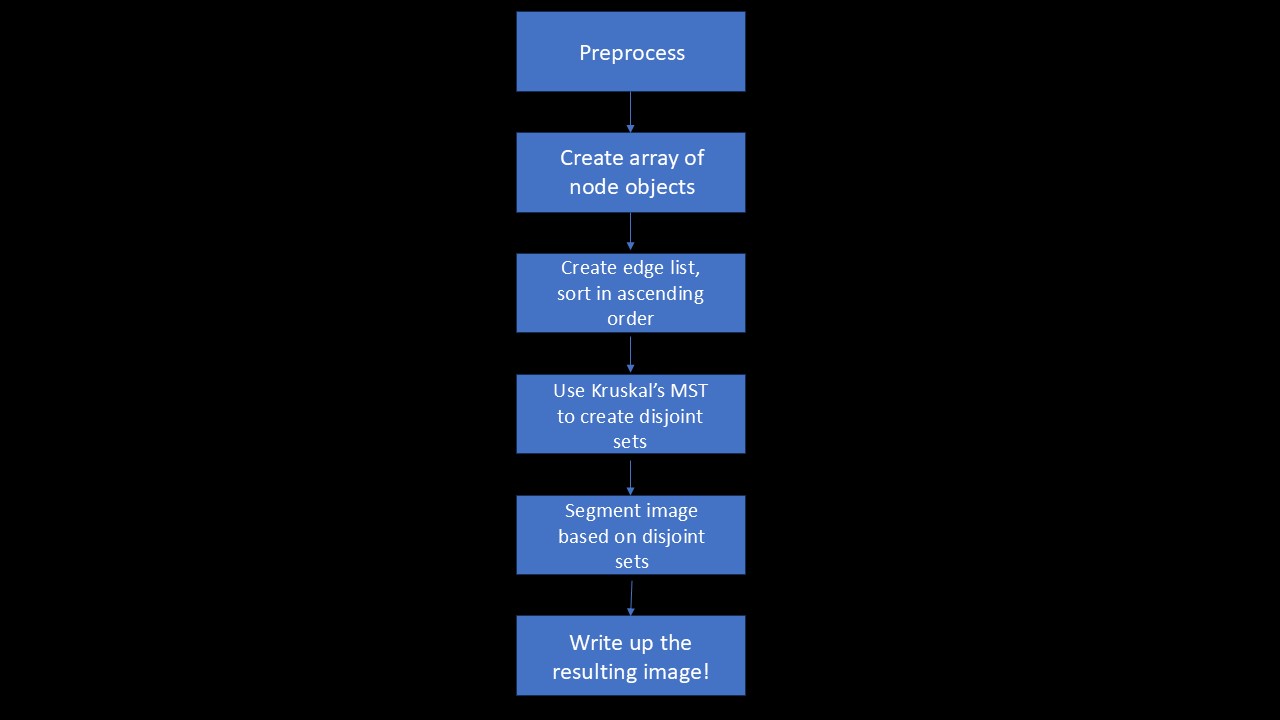 Preprocess
Create array of
node objects
Create edge list,
sort in ascending
order
Use Kruskal’s MST
to create disjoint
sets
Segment image
based on disjoint
sets
Write up the
resulting image!